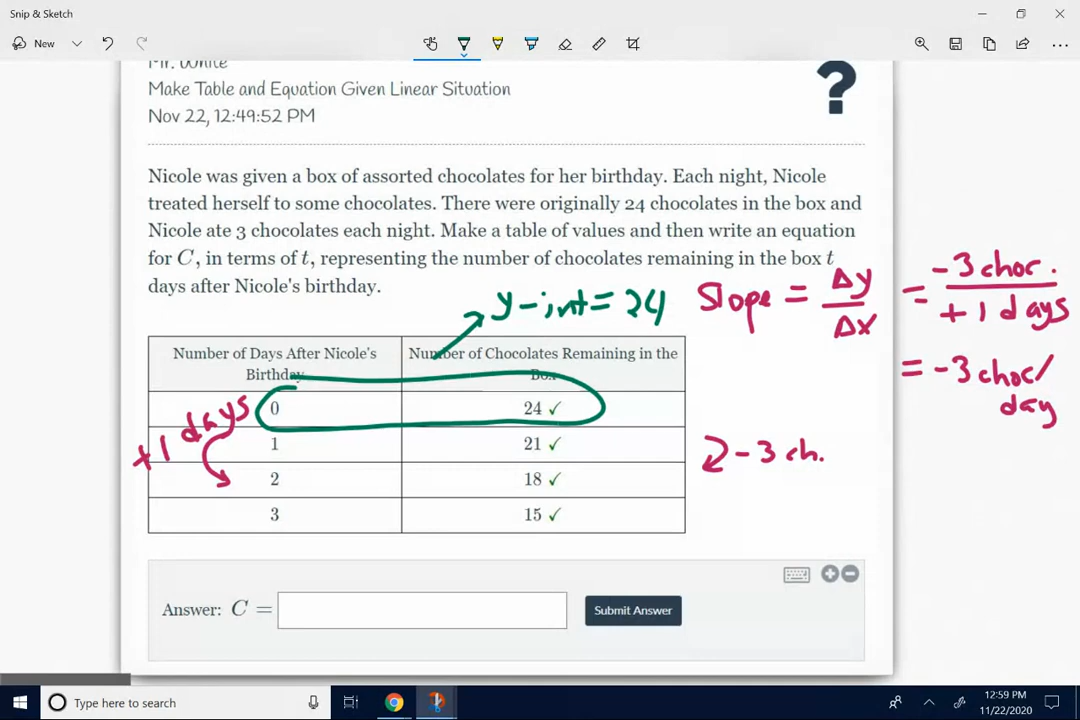 Snip & Sketch
New
Mr. White
Make Table and Equation Given Linear Situation
Nov 22, 12:49:52 PM
?
Nicole was given a box of assorted chocolates for her birthday. Each night, Nicole
treated herself to some chocolates. There were originally 24 chocolates in the box and
Nicole ate 3 chocolates each night. Make a table of values and then write an equation
for C, in terms of t, representing the number of chocolates remaining in the box t
days after Nicole's birthday.
y-int = 24
Slope = Δy/Δx = -3 choc. / +1 days
= -3 choc/
day
Number of Days After Nicole's
Birthday
Number of Chocolates Remaining in the
Box
0 24 ✓
1 21 ✓
2 18 ✓
3 15 ✓
+1 days
-3 ch.
Answer: C =
Submit Answer
Type here to search
12:59 PM
11/22/2020